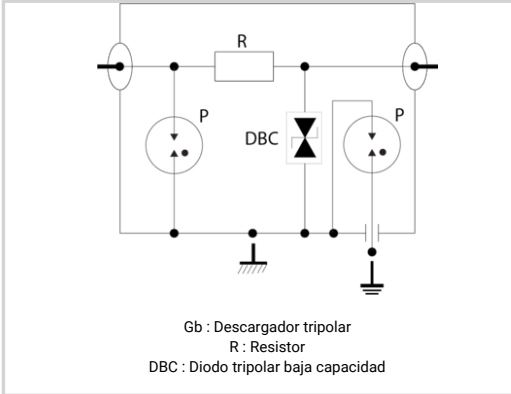 R
P
DBC
P
Gb : Descargador tripolar
R : Resistor
DBC : Diodo tripolar baja capacidad